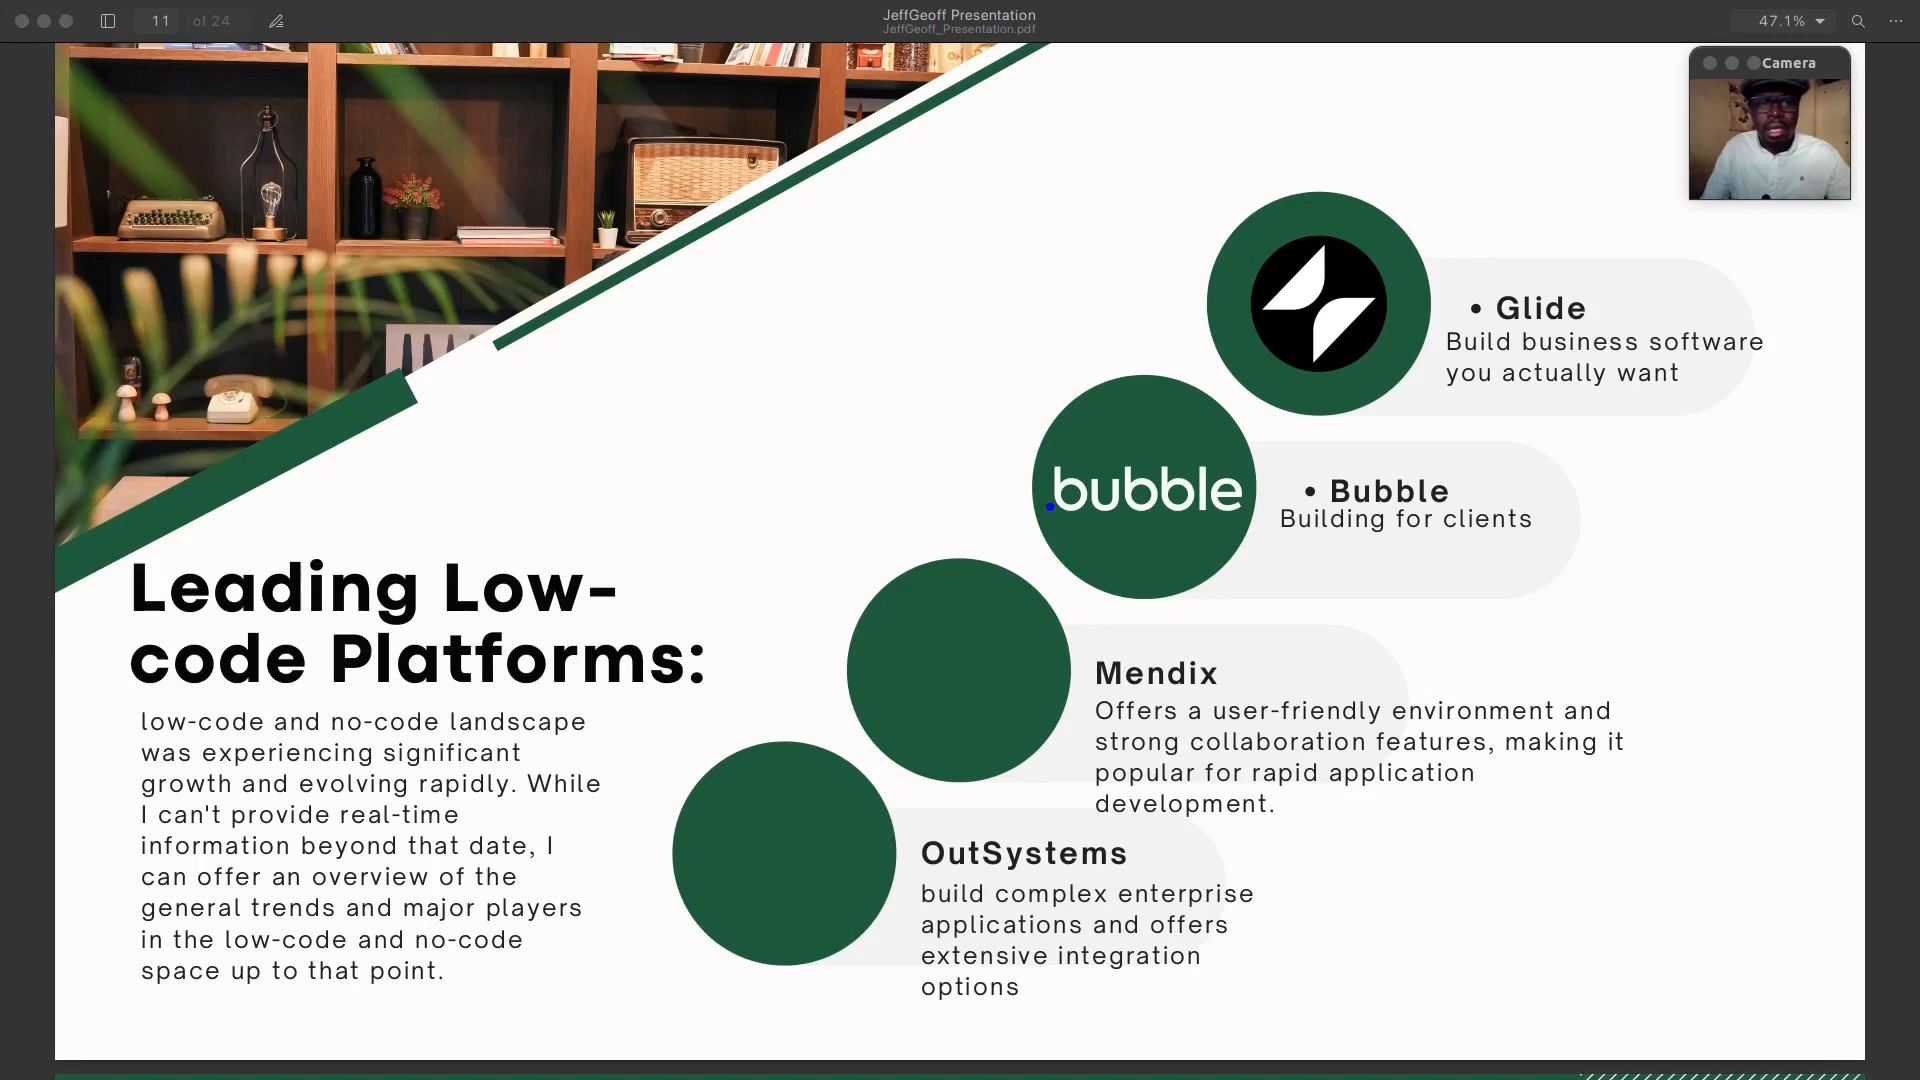 11 of 24
JeffGeoff Presentation
JeffGeoff_Presentation.pdf
47.1%
Camera
• Glide
Build business software
you actually want
bubble
• Bubble
Building for clients
Leading Low-
code Platforms:
low-code and no-code landscape
was experiencing significant
growth and evolving rapidly. While
I can't provide real-time
information beyond that date, I
can offer an overview of the
general trends and major players
in the low-code and no-code
space up to that point.
Mendix
Offers a user-friendly environment and
strong collaboration features, making it
popular for rapid application
development.
OutSystems
build complex enterprise
applications and offers
extensive integration
options